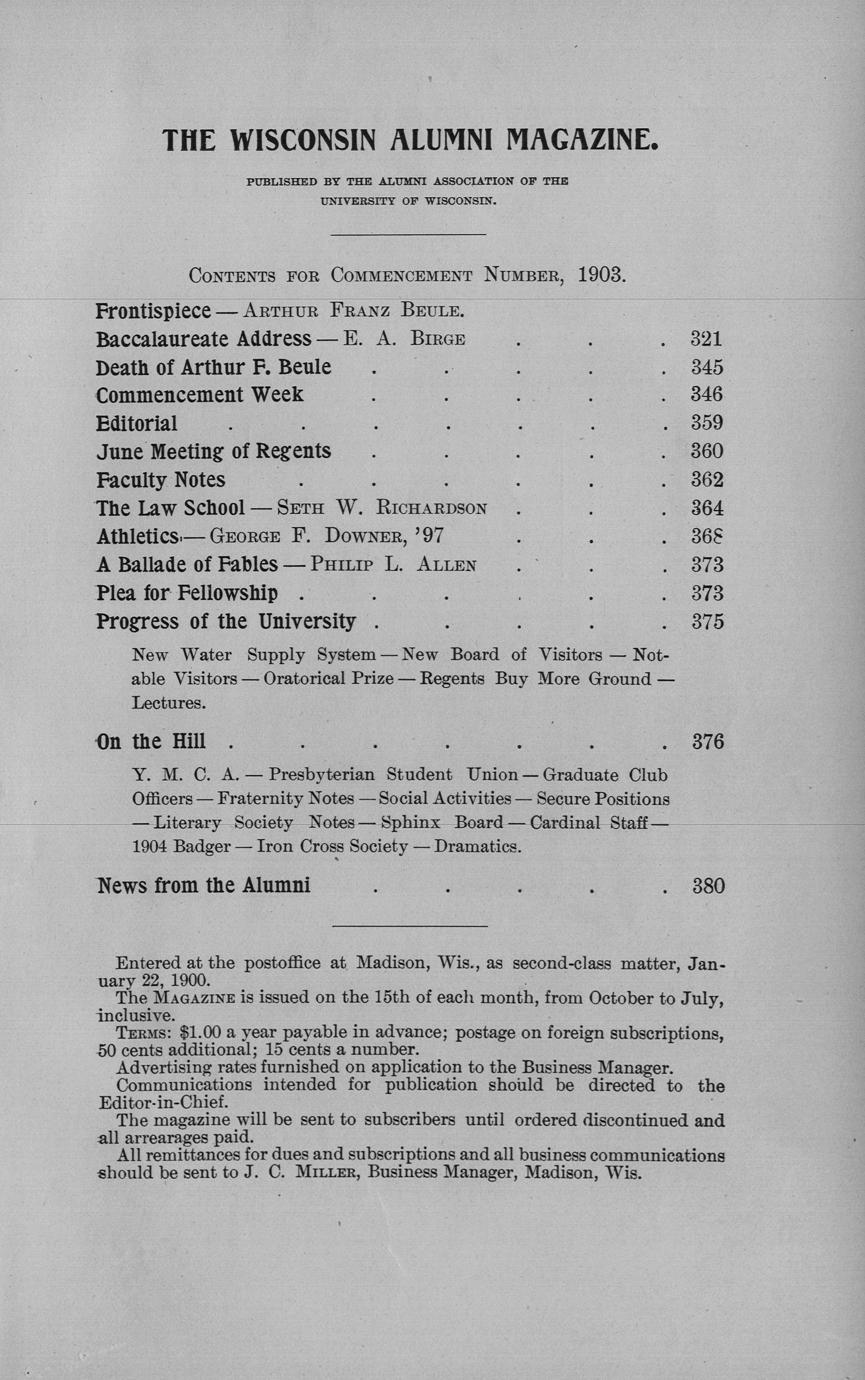 THE WISCONSIN ALUMNI MAGAZINE.
PUBLISHED BY THE ALUMNI ASSOCIATION OF THE
UNIVERSITY OF WISCONSIN.
CONTENTS FOR COMMENCEMENT NUMBER, 1903.
Frontispiece — ARTHUR FRANZ BEULE.
Baccalaureate Address — E. A. BIRGE . . . 321
Death of Arthur F. Beule . . . . . 345
Commencement Week . . . . . 346
Editorial . . . . . . . 359
June Meeting of Regents . . . . . 360
Faculty Notes . . . . . . 362
The Law School — SETH W. RICHARDSON . . . 364
Athletics — GEORGE F. DOWNER, '97 . . . 368
A Ballade of Fables — PHILIP L. ALLEN . . . 373
Plea for Fellowship . . . . . . 373
Progress of the University . . . . . 375
New Water Supply System — New Board of Visitors — Not-
able Visitors — Oratorical Prize — Regents Buy More Ground —
Lectures.
On the Hill . . . . . . . 376
Y. M. C. A. — Presbyterian Student Union — Graduate Club
Officers — Fraternity Notes — Social Activities — Secure Positions
— Literary Society Notes — Sphinx Board — Cardinal Staff —
1904 Badger — Iron Cross Society — Dramatics.
News from the Alumni . . . . . 380
Entered at the postoffice at Madison, Wis., as second-class matter, Jan-
uary 22, 1900.
The MAGAZINE is issued on the 15th of each month, from October to July,
inclusive.
TERMS: $1.00 a year payable in advance; postage on foreign subscriptions,
50 cents additional; 15 cents a number.
Advertising rates furnished on application to the Business Manager.
Communications intended for publication should be directed to the
Editor-in-Chief.
The magazine will be sent to subscribers until ordered discontinued and
all arrearages paid.
All remittances for dues and subscriptions and all business communications
should be sent to J. C. MILLER, Business Manager, Madison, Wis.